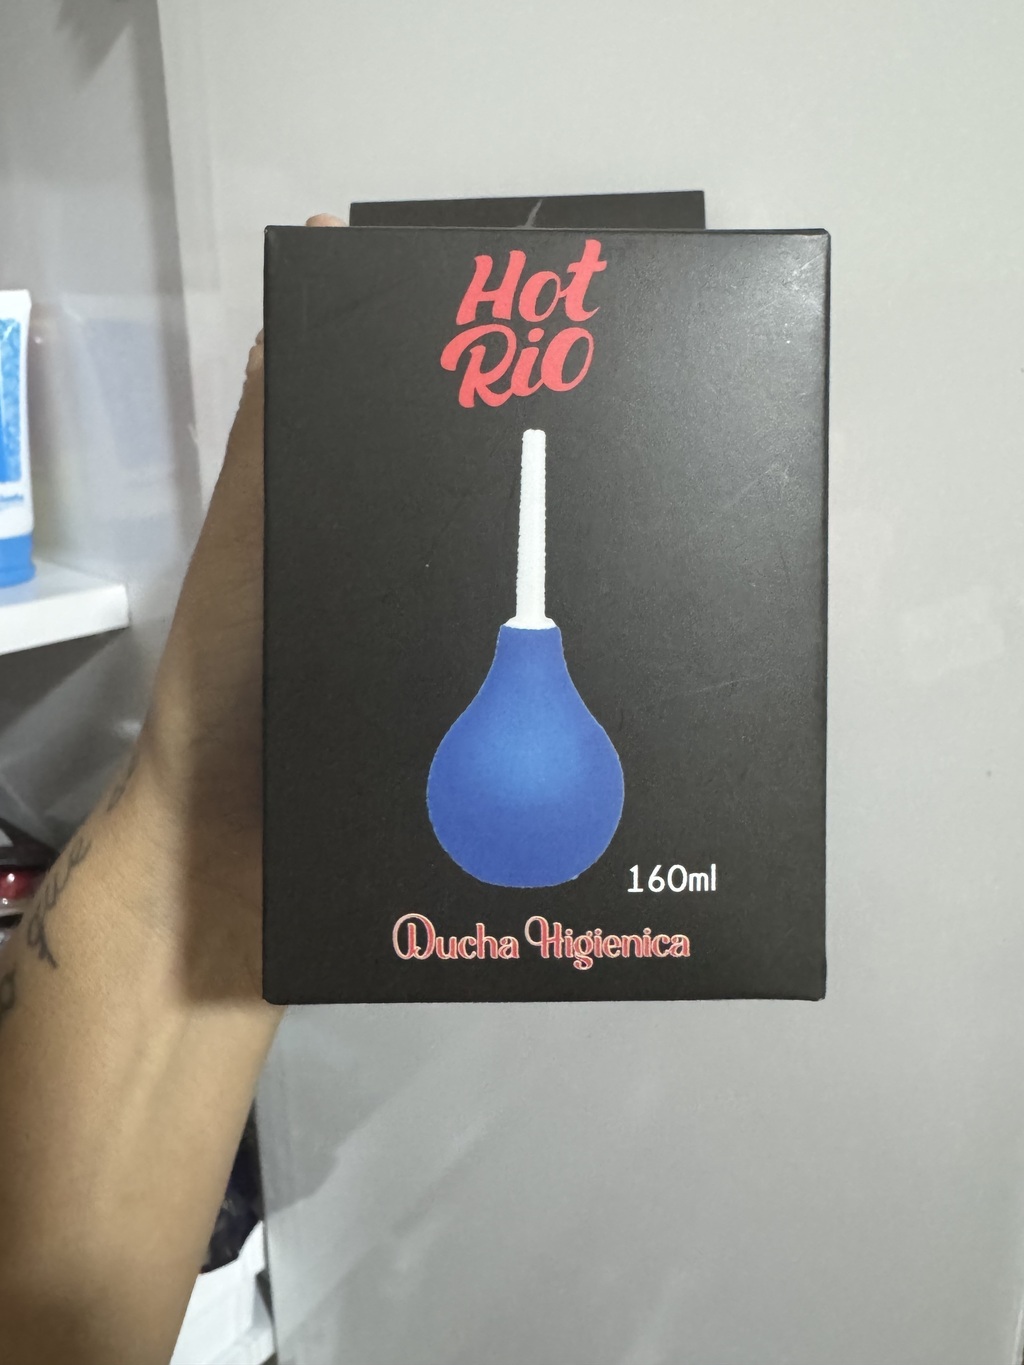 Hot
Rio
160ml
Ducha Higienica